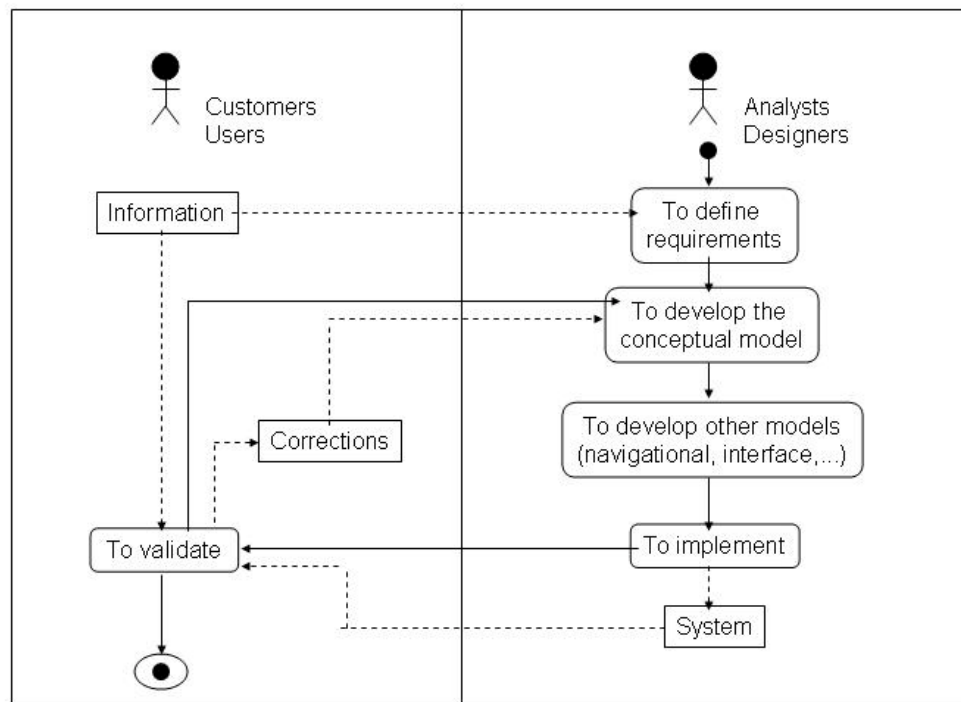 Customers
Users
Analysts
Designers
Information
To define
requirements
To develop the
conceptual model
Corrections
To develop other models
(navigational, interface,...)
To validate
To implement
System